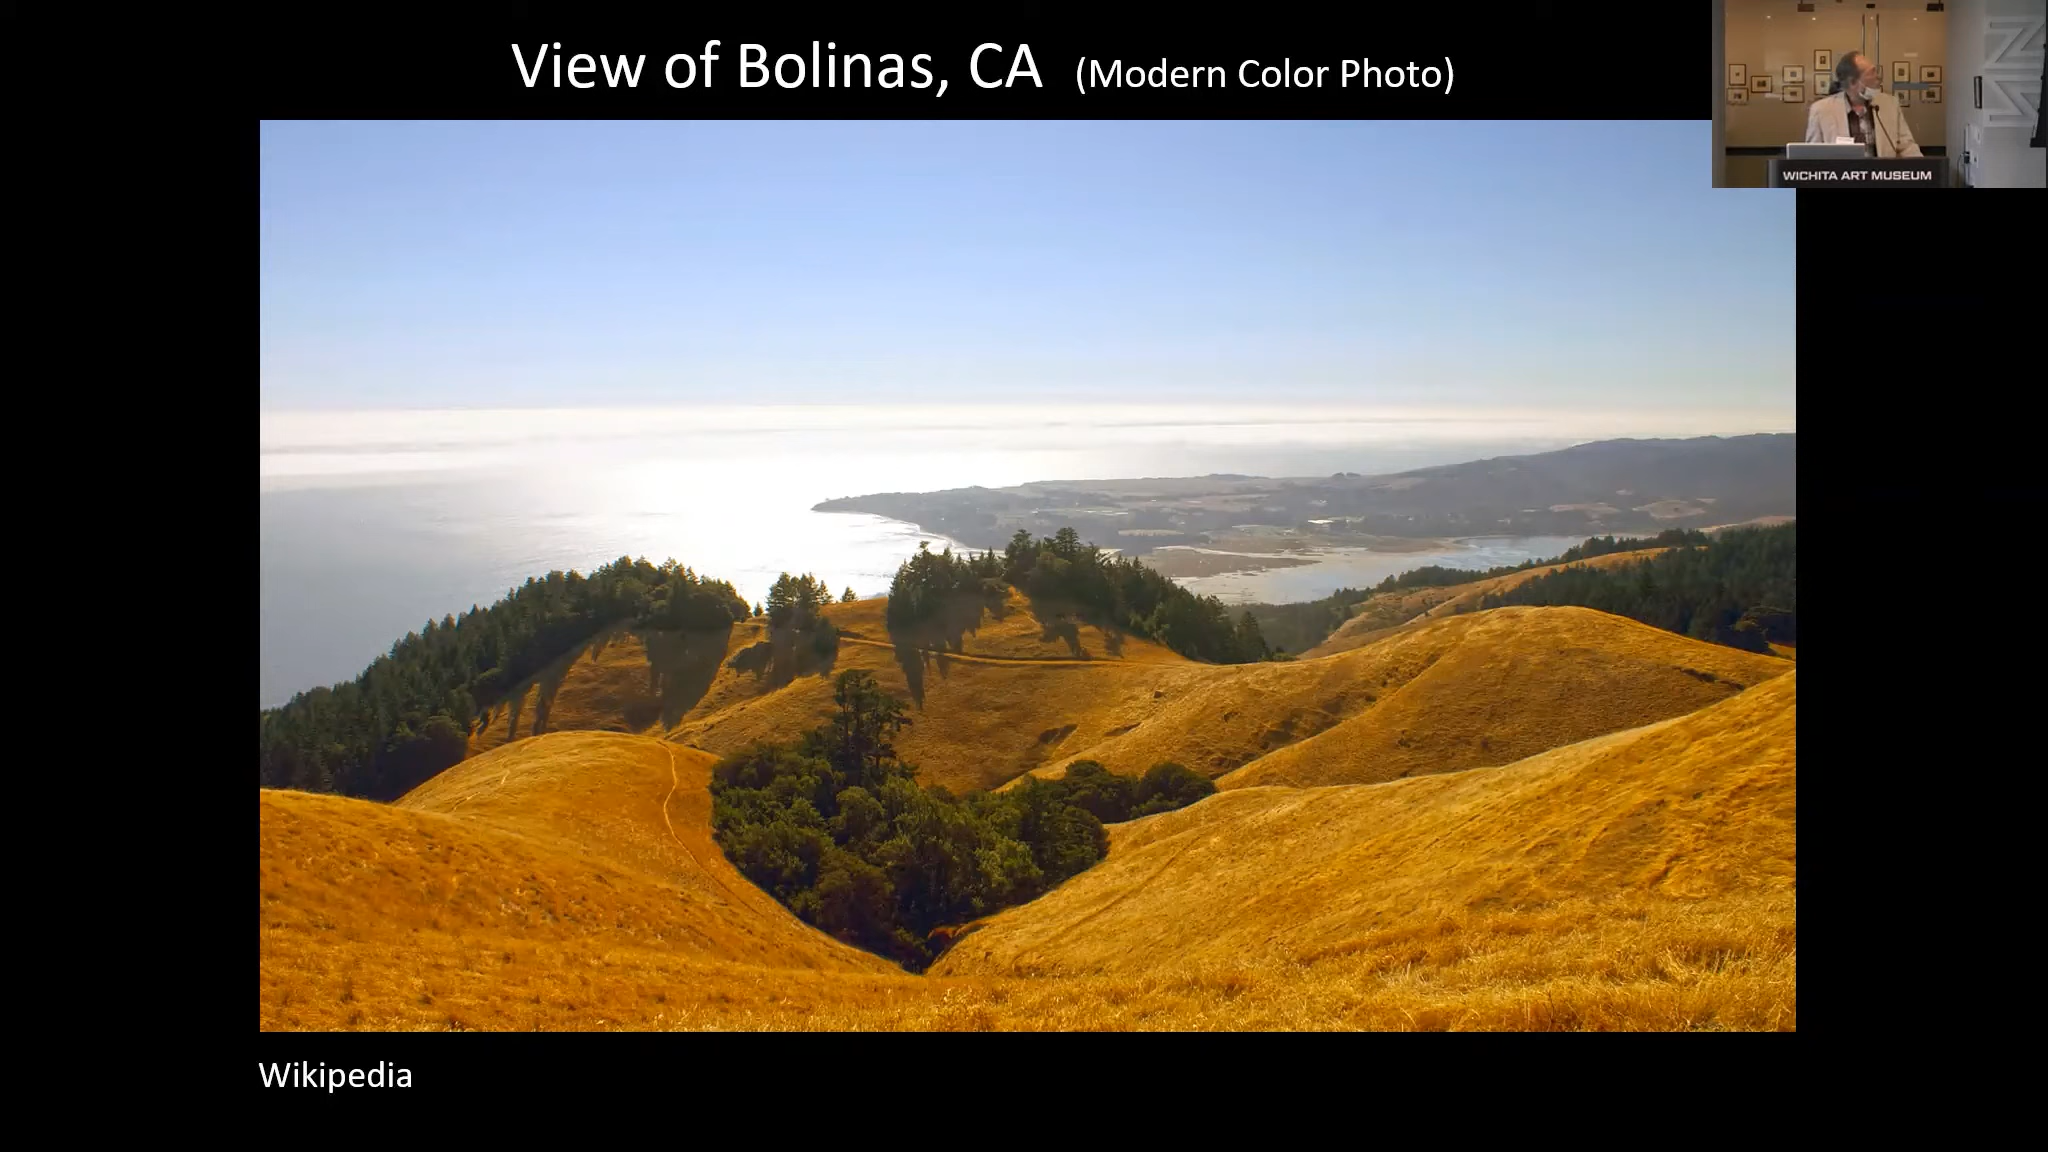 View of Bolinas, CA (Modern Color Photo)
WICHITA ART MUSEUM
Wikipedia